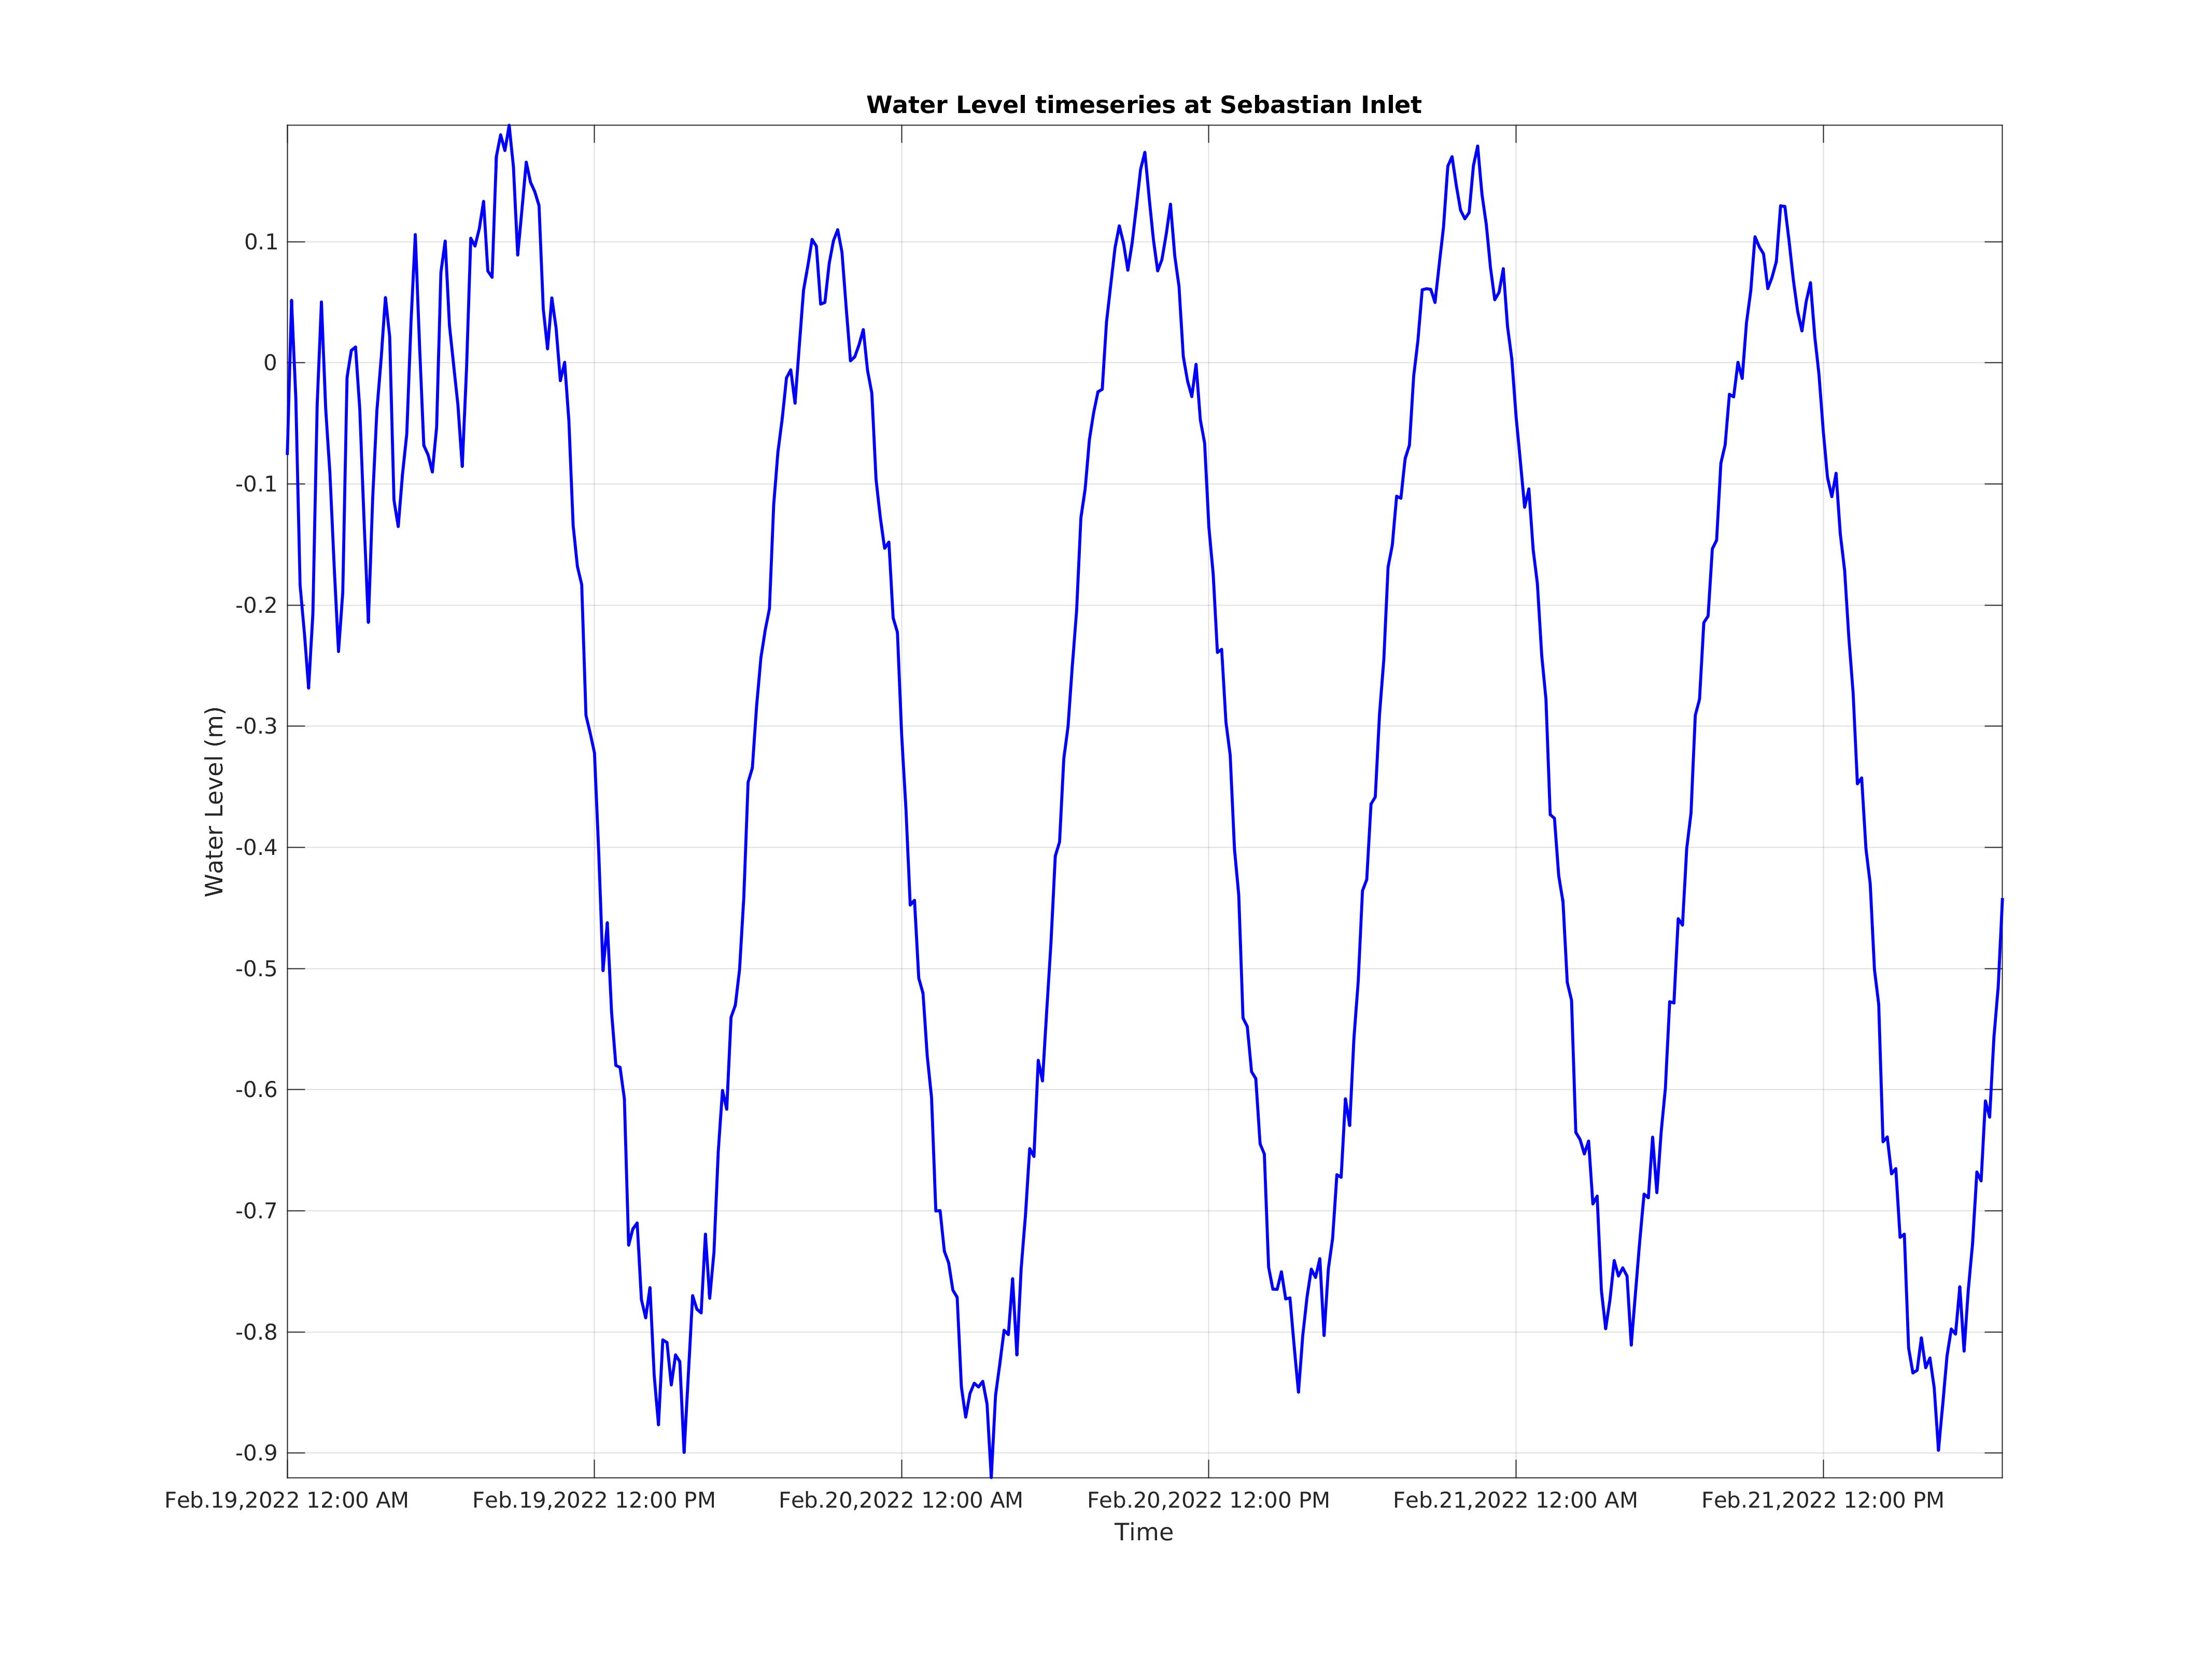 Water Level timeseries at Sebastian Inlet
0.1
0
-0.1
-0.2
-0.3
-0.4
-0.5
-0.6
-0.7
-0.8
-0.9
Water Level (m)
Feb.19,2022 12:00 AM Feb.19,2022 12:00 PM Feb.20,2022 12:00 AM Feb.20,2022 12:00 PM Feb.21,2022 12:00 AM Feb.21,2022 12:00 PM
Time